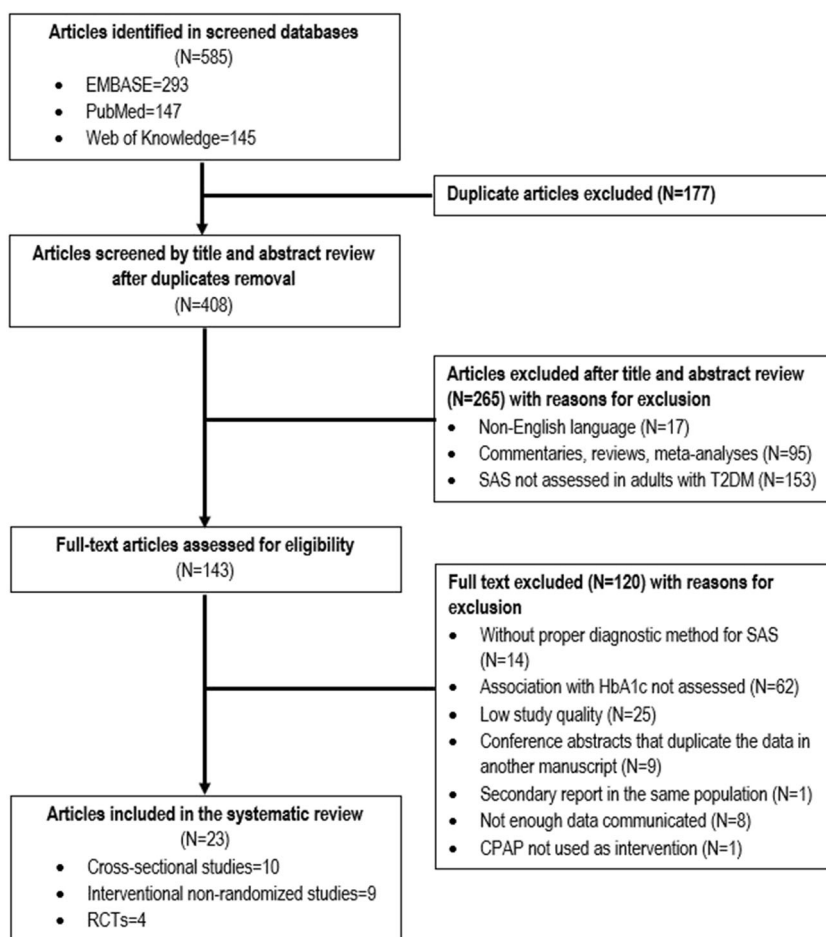 Articles identified in screened databases
(N=585)
• EMBASE=293
• PubMed=147
• Web of Knowledge=145
Duplicate articles excluded (N=177)
Articles screened by title and abstract review
after duplicates removal
(N=408)
Articles excluded after title and abstract review
(N=265) with reasons for exclusion
• Non-English language (N=17)
• Commentaries, reviews, meta-analyses (N=95)
• SAS not assessed in adults with T2DM (N=153)
Full-text articles assessed for eligibility
(N=143)
Full text excluded (N=120) with reasons for
exclusion
• Without proper diagnostic method for SAS
(N=14)
• Association with HbA1c not assessed (N=62)
• Low study quality (N=25)
• Conference abstracts that duplicate the data in
another manuscript (N=9)
• Secondary report in the same population (N=1)
• Not enough data communicated (N=8)
• CPAP not used as intervention (N=1)
Articles included in the systematic review
(N=23)
• Cross-sectional studies=10
• Interventional non-randomized studies=9
• RCTs=4